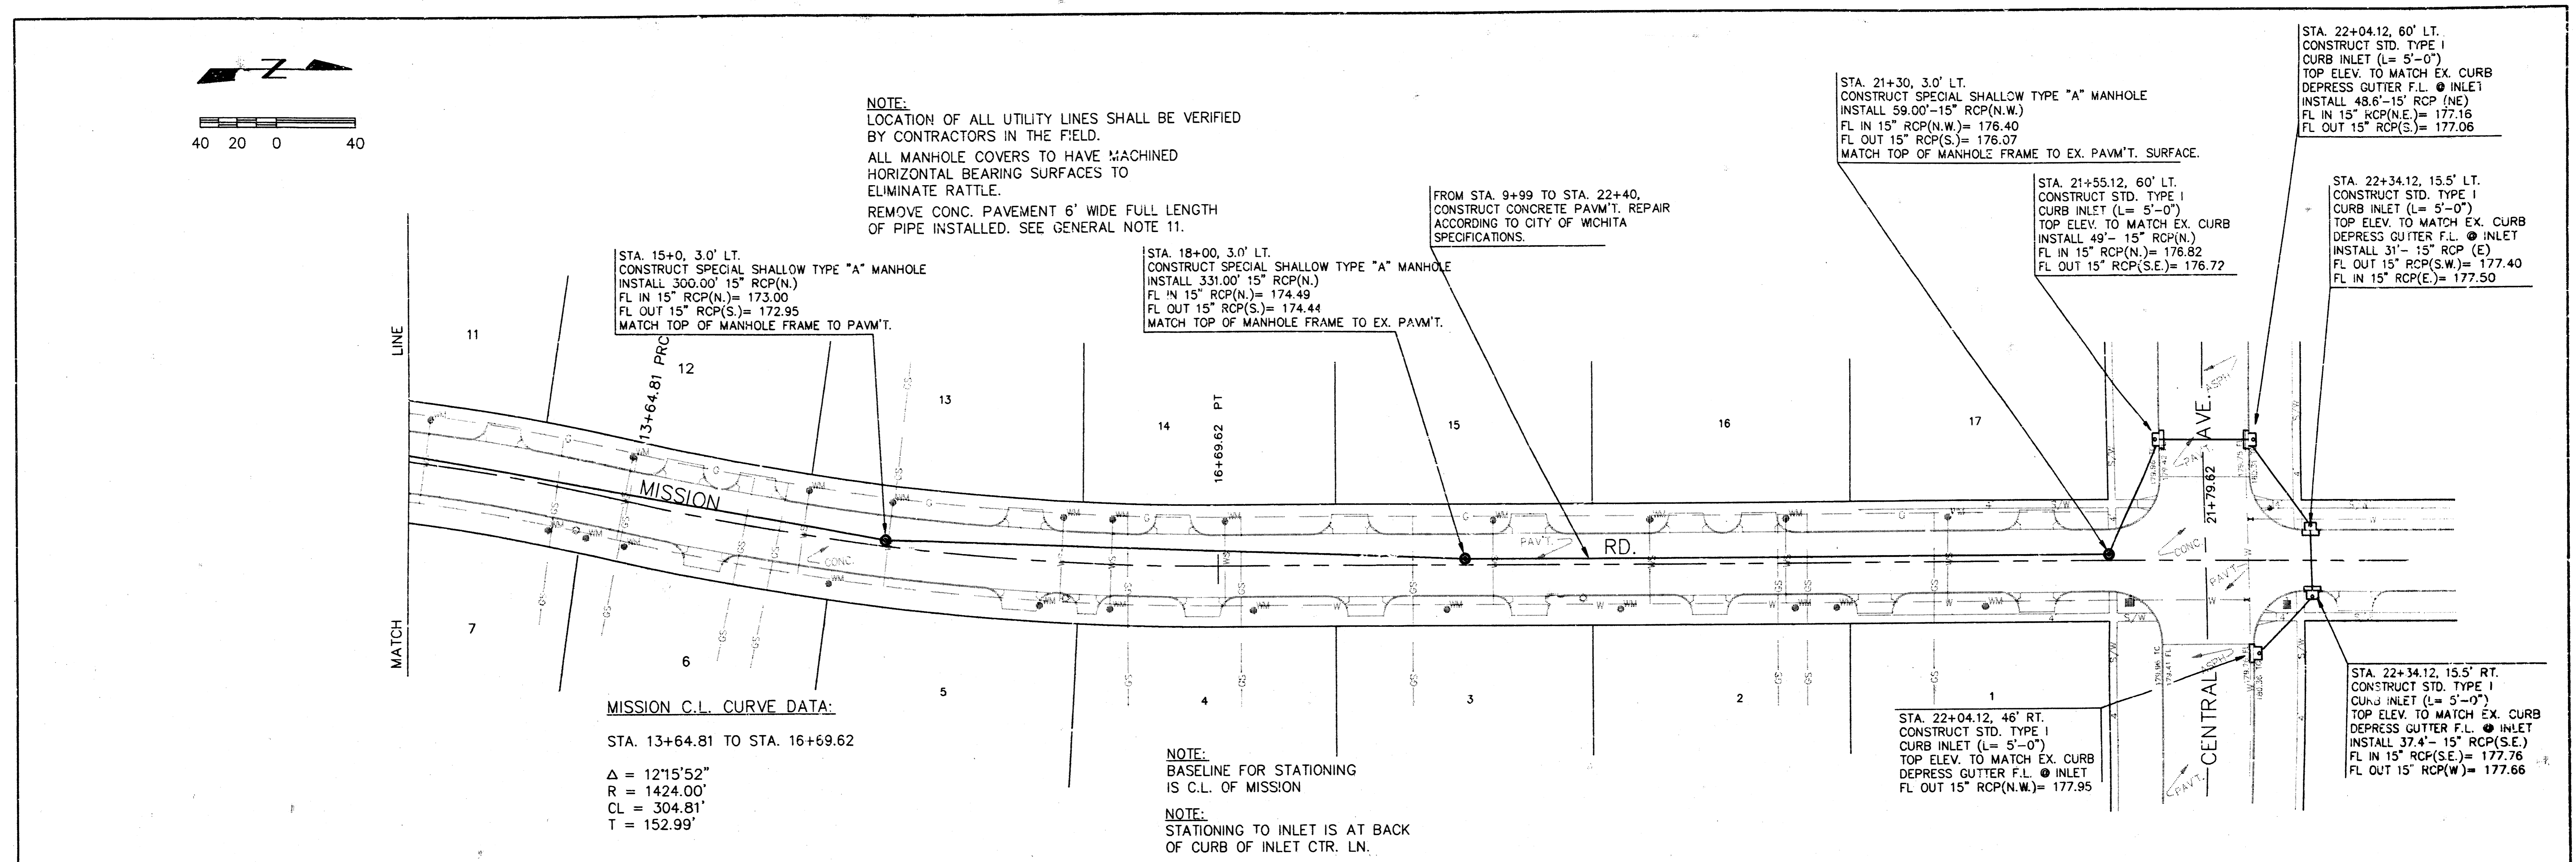 Z
40 20 0 40
NOTE:
LOCATION OF ALL UTILITY LINES SHALL BE VERIFIED
BY CONTRACTORS IN THE FIELD.
ALL MANHOLE COVERS TO HAVE MACHINED
HORIZONTAL BEARING SURFACES TO
ELIMINATE RATTLE.
REMOVE CONC. PAVEMENT 6' WIDE FULL LENGTH
OF PIPE INSTALLED. SEE GENERAL NOTE 11.
STA. 15+0, 3.0' LT.
CONSTRUCT SPECIAL SHALLOW TYPE "A" MANHOLE
INSTALL 300.00' 15" RCP(N.)
FL IN 15" RCP(N.)= 173.00
FL OUT 15" RCP(S.)= 172.95
MATCH TOP OF MANHOLE FRAME TO PAVM'T.
STA. 18+00, 3.0' LT.
CONSTRUCT SPECIAL SHALLOW TYPE "A" MANHOLE
INSTALL 331.00' 15" RCP(N.)
FL IN 15" RCP(N.)= 174.49
FL OUT 15" RCP(S.)= 174.44
MATCH TOP OF MANHOLE FRAME TO EX. PAVM'T.
FROM STA. 9+99 TO STA. 22+40,
CONSTRUCT CONCRETE PAVM'T. REPAIR
ACCORDING TO CITY OF WICHITA
SPECIFICATIONS.
STA. 21+30, 3.0' LT.
CONSTRUCT SPECIAL SHALLOW TYPE "A" MANHOLE
INSTALL 59.00'-15" RCP(N.W.)
FL IN 15" RCP(N.W.)= 176.40
FL OUT 15" RCP(S.)= 176.07
MATCH TOP OF MANHOLE FRAME TO EX. PAVM'T. SURFACE.
STA. 21+55.12, 60' LT.
CONSTRUCT STD. TYPE I
CURB INLET (L= 5'-0")
TOP ELEV. TO MATCH EX. CURB
INSTALL 49'- 15" RCP(N.)
FL IN 15" RCP(N.)= 176.82
FL OUT 15" RCP(S.E.)= 176.72
STA. 22+04.12, 60' LT.
CONSTRUCT STD. TYPE I
CURB INLET (L= 5'-0")
TOP ELEV. TO MATCH EX. CURB
DEPRESS GUTTER F.L. @ INLET
INSTALL 48.6'-15' RCP (NE)
FL IN 15" RCP(N.E.)= 177.16
FL OUT 15" RCP(S.)= 177.06
STA. 22+34.12, 15.5' LT.
CONSTRUCT STD. TYPE I
CURB INLET (L= 5'-0")
TOP ELEV. TO MATCH EX. CURB
DEPRESS GUTTER F.L. @ INLET
INSTALL 31'- 15" RCP (E)
FL OUT 15" RCP(S.W.)= 177.40
FL IN 15" RCP(E.)= 177.50
MATCH LINE
11
12
13
14
15
16
17
13+64.81 PRC
16+69.62 PT
21+79.62
MISSION
RD.
CENTRAL AVE.
CONC.
PAV'T.
CONC.
PAV'T.
ASPH
ASPH
PAV'T.
7
6
5
4
3
2
1
MISSION C.L. CURVE DATA:
STA. 13+64.81 TO STA. 16+69.62
Δ = 12°15'52"
R = 1424.00'
CL = 304.81'
T = 152.99'
NOTE:
BASELINE FOR STATIONING
IS C.L. OF MISSION
NOTE:
STATIONING TO INLET IS AT BACK
OF CURB OF INLET CTR. LN.
STA. 22+04.12, 46' RT.
CONSTRUCT STD. TYPE I
CURB INLET (L= 5'-0")
TOP ELEV. TO MATCH EX. CURB
DEPRESS GUTTER F.L. @ INLET
FL OUT 15" RCP(N.W.)= 177.95
STA. 22+34.12, 15.5' RT.
CONSTRUCT STD. TYPE I
CURB INLET (L= 5'-0")
TOP ELEV. TO MATCH EX. CURB
DEPRESS GUTTER F.L. @ INLET
INSTALL 37.4'- 15" RCP(S.E.)
FL IN 15" RCP(S.E.)= 177.76
FL OUT 15" RCP(W.)= 177.66